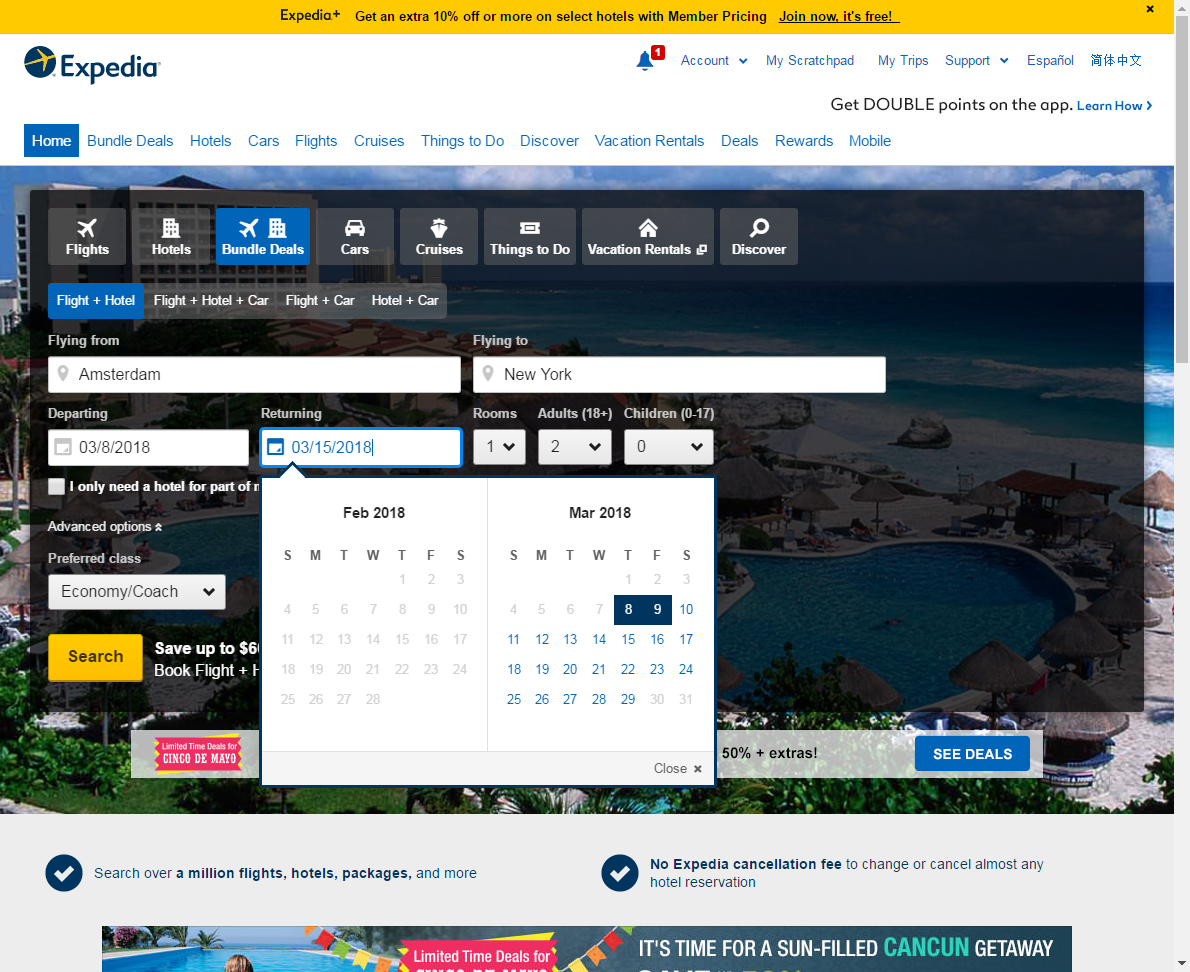 Expedia+ Get an extra 10% off or more on select hotels with Member Pricing Join now, it's free! ×
Expedia
1 Account My Scratchpad My Trips Support Español 简体中文
Get DOUBLE points on the app. Learn How
Home Bundle Deals Hotels Cars Flights Cruises Things to Do Discover Vacation Rentals Deals Rewards Mobile
Flights Hotels Bundle Deals Cars Cruises Things to Do Vacation Rentals Discover
Flight + Hotel Flight + Hotel + Car Flight + Car Hotel + Car
Flying from Flying to
Amsterdam New York
Departing Returning Rooms Adults (18+) Children (0-17)
03/8/2018 03/15/2018 1 2 0
I only need a hotel for part of
Advanced options
Preferred class
Economy/Coach
Search
Save up to
Book Flight +
Feb 2018
S M T W T F S
1 2 3
4 5 6 7 8 9 10
11 12 13 14 15 16 17
18 19 20 21 22 23 24
25 26 27 28
Mar 2018
S M T W T F S
1 2 3
4 5 6 7 8 9 10
11 12 13 14 15 16 17
18 19 20 21 22 23 24
25 26 27 28 29 30 31
Close ×
Limited Time Deals for
CINCO DE MAYO
50% + extras!
SEE DEALS
Search over a million flights, hotels, packages, and more
No Expedia cancellation fee to change or cancel almost any
hotel reservation
Limited Time Deals for
IT'S TIME FOR A SUN-FILLED CANCUN GETAWAY